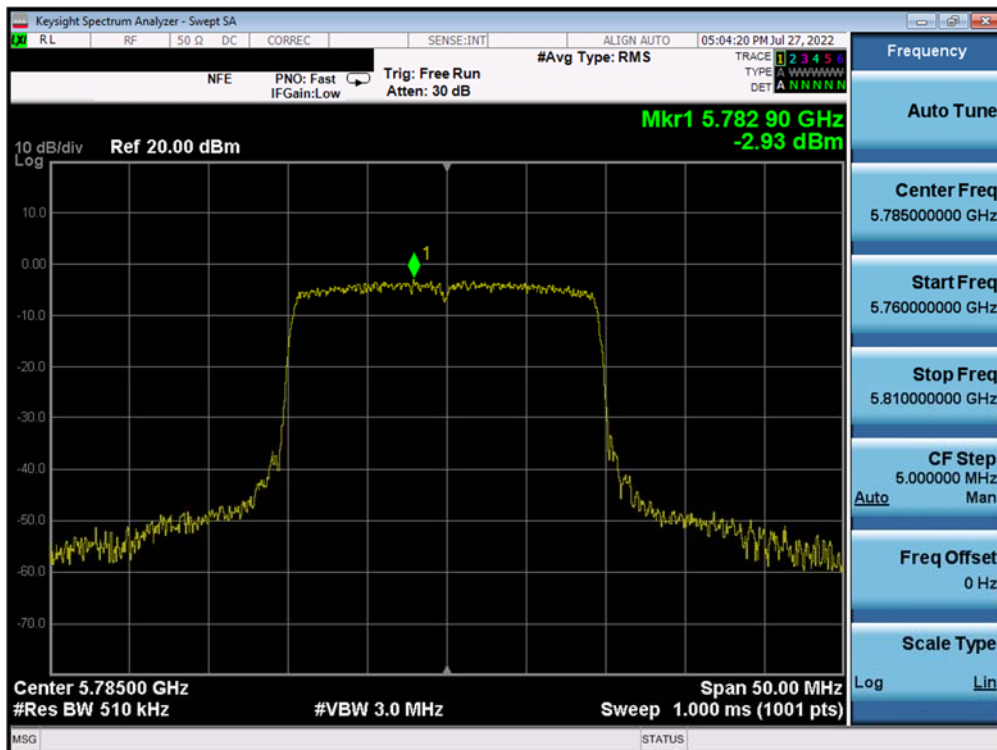 Keysight Spectrum Analyzer - Swept SA
LXI RL RF 50 Ω DC CORREC SENSE:INT ALIGN AUTO 05:04:20 PM Jul 27, 2022
NFE PNO: Fast Trig: Free Run #Avg Type: RMS TRACE 1 2 3 4 5 6
IFGain:Low Atten: 30 dB TYPE A WWWWW
DET A N N N N N
Mkr1 5.782 90 GHz
-2.93 dBm
10 dB/div Ref 20.00 dBm
Log
1
10.0
0.00
-10.0
-20.0
-30.0
-40.0
-50.0
-60.0
-70.0
Center 5.78500 GHz Span 50.00 MHz
#Res BW 510 kHz #VBW 3.0 MHz Sweep 1.000 ms (1001 pts)
MSG STATUS
Frequency
Auto Tune
Center Freq
5.785000000 GHz
Start Freq
5.760000000 GHz
Stop Freq
5.810000000 GHz
CF Step
5.000000 MHz
Auto Man
Freq Offset
0 Hz
Scale Type
Log Lin